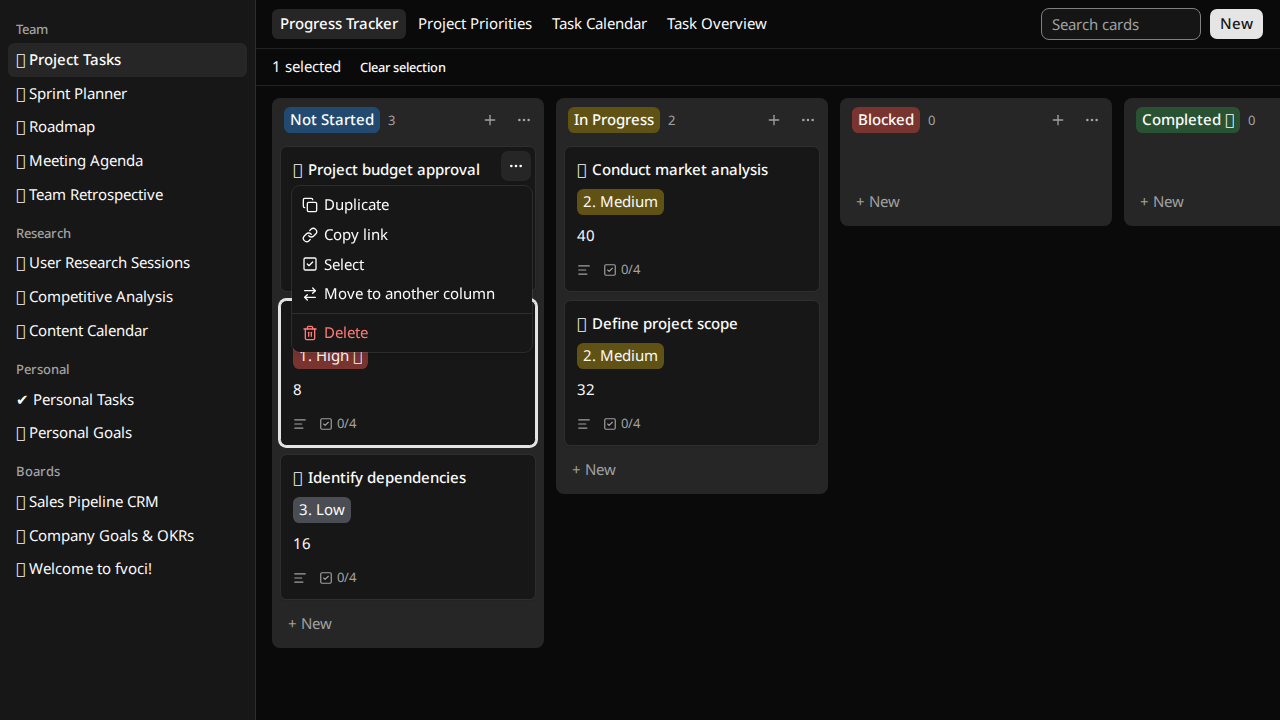 Team
Project Tasks
Sprint Planner
Roadmap
Meeting Agenda
Team Retrospective
Research
User Research Sessions
Competitive Analysis
Content Calendar
Personal
✔ Personal Tasks
Personal Goals
Boards
Sales Pipeline CRM
Company Goals & OKRs
Welcome to fvoci!
Progress Tracker Project Priorities Task Calendar Task Overview Search cards New
1 selected Clear selection
Not Started 3
Project budget approval
Duplicate
Copy link
Select
Move to another column
Delete
1. High
8
0/4
Identify dependencies
3. Low
16
0/4
+ New
In Progress 2
Conduct market analysis
2. Medium
40
0/4
Define project scope
2. Medium
32
0/4
+ New
Blocked 0
+ New
Completed 0
+ New